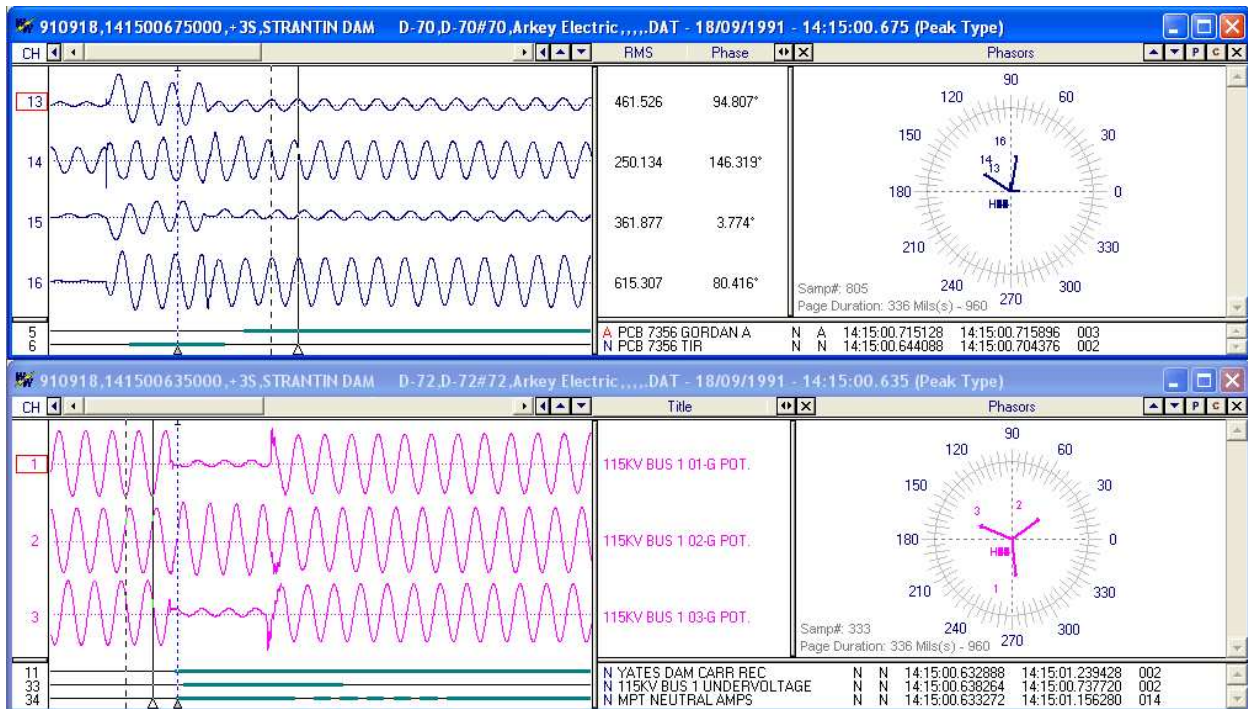 910918,141500675000,+3S,STRANTIN DAM D-70,D-70#70,Arkey Electric,,,,,.DAT - 18/09/1991 - 14:15:00.675 (Peak Type)
CH RMS Phase Phasors P C X
13 461.526 94.807°
14 250.134 146.319°
15 361.877 3.774°
16 615.307 80.416°
90
120 60
150 30
16
14
13
180 0
210 330
240 300
270
Samp#: 805
Page Duration: 336 Mils(s) - 960
5 A PCB 7356 GORDAN A N A 14:15:00.715128 14:15:00.715896 003
6 N PCB 7356 TIR N N 14:15:00.644088 14:15:00.704376 002
910918,141500635000,+3S,STRANTIN DAM D-72,D-72#72,Arkey Electric,,,,,.DAT - 18/09/1991 - 14:15:00.635 (Peak Type)
CH Title Phasors P C X
1 115KV BUS 1 01-G POT.
2 115KV BUS 1 02-G POT.
3 115KV BUS 1 03-G POT.
90
120 60
150 30
3 2
180 0
1
210 330
240 300
270
Samp#: 333
Page Duration: 336 Mils(s) - 960
11 N YATES DAM CARR REC N N 14:15:00.632888 14:15:01.239428 002
33 N 115KV BUS 1 UNDERVOLTAGE N N 14:15:00.638264 14:15:00.737720 002
34 N MPT NEUTRAL AMPS N N 14:15:00.633272 14:15:01.156280 014